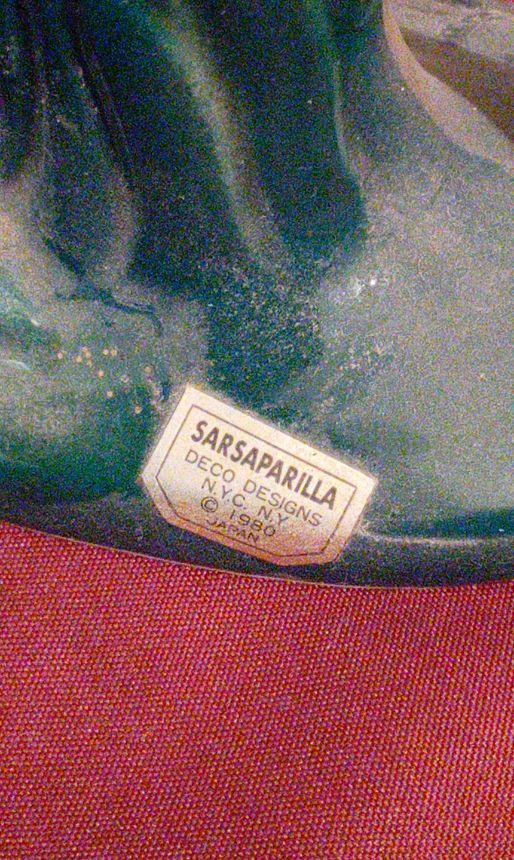 SARSAPARILLA
DECO DESIGNS
N.Y.C. N.Y
© 1980
JAPAN